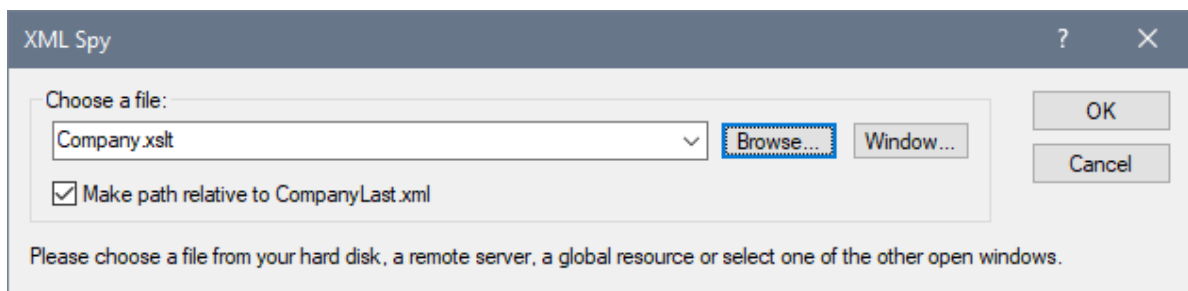 XML Spy ?
Choose a file:
Company.xslt Browse... Window... OK
Make path relative to CompanyLast.xml Cancel
Please choose a file from your hard disk, a remote server, a global resource or select one of the other open windows.